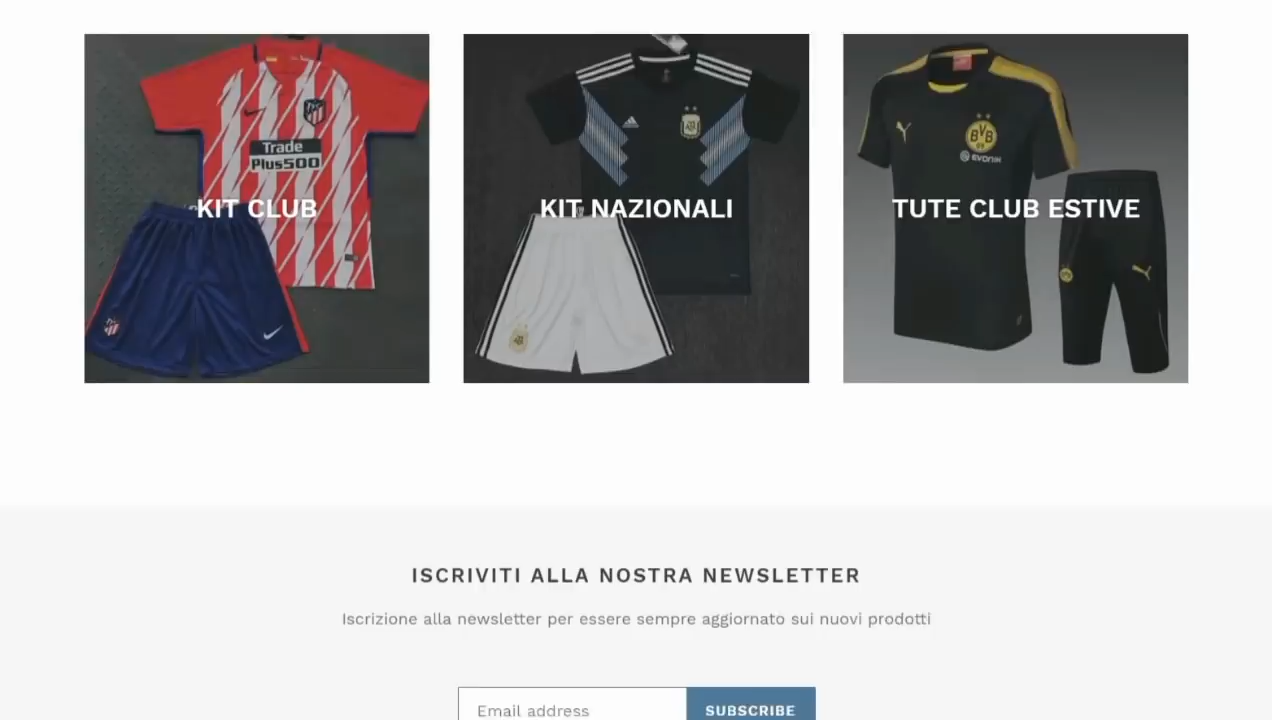 Trade
Plus500
KIT CLUB
KIT NAZIONALI
BVB
09
EVONIK
TUTE CLUB ESTIVE
ISCRIVITI ALLA NOSTRA NEWSLETTER
Iscrizione alla newsletter per essere sempre aggiornato sui nuovi prodotti
Email address
SUBSCRIBE